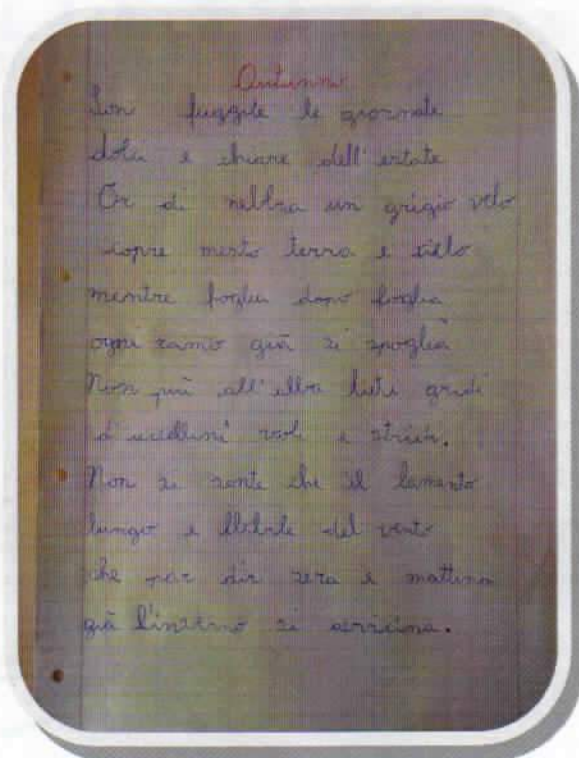 Autunno
Son fuggite le giornate
dolci e chiare dell'estate
Or di nebbia un grigio velo
copre mesto terra e cielo
mentre foglia dopo foglia
ogni ramo già si spoglia
Non più all'alba lieti gridi
d'uccellini voli e stridi.
Non si sente che il lamento
lungo e flebile del vento
che par dir sera e mattina
già l'inverno si avvicina.